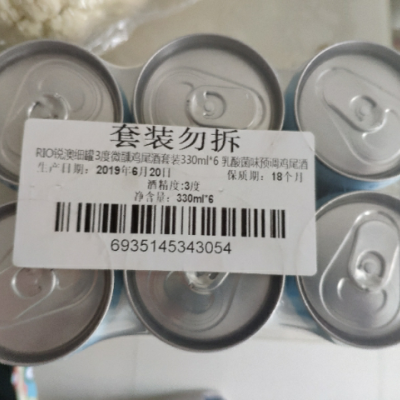 套装勿拆
RIO锐澳细罐3度微醺鸡尾酒套装330ml*6 乳酸菌味预调鸡尾酒
生产日期: 2019年6月20日 保质期: 18个月
酒精度:3度
净含量: 330ml*6
6935145343054